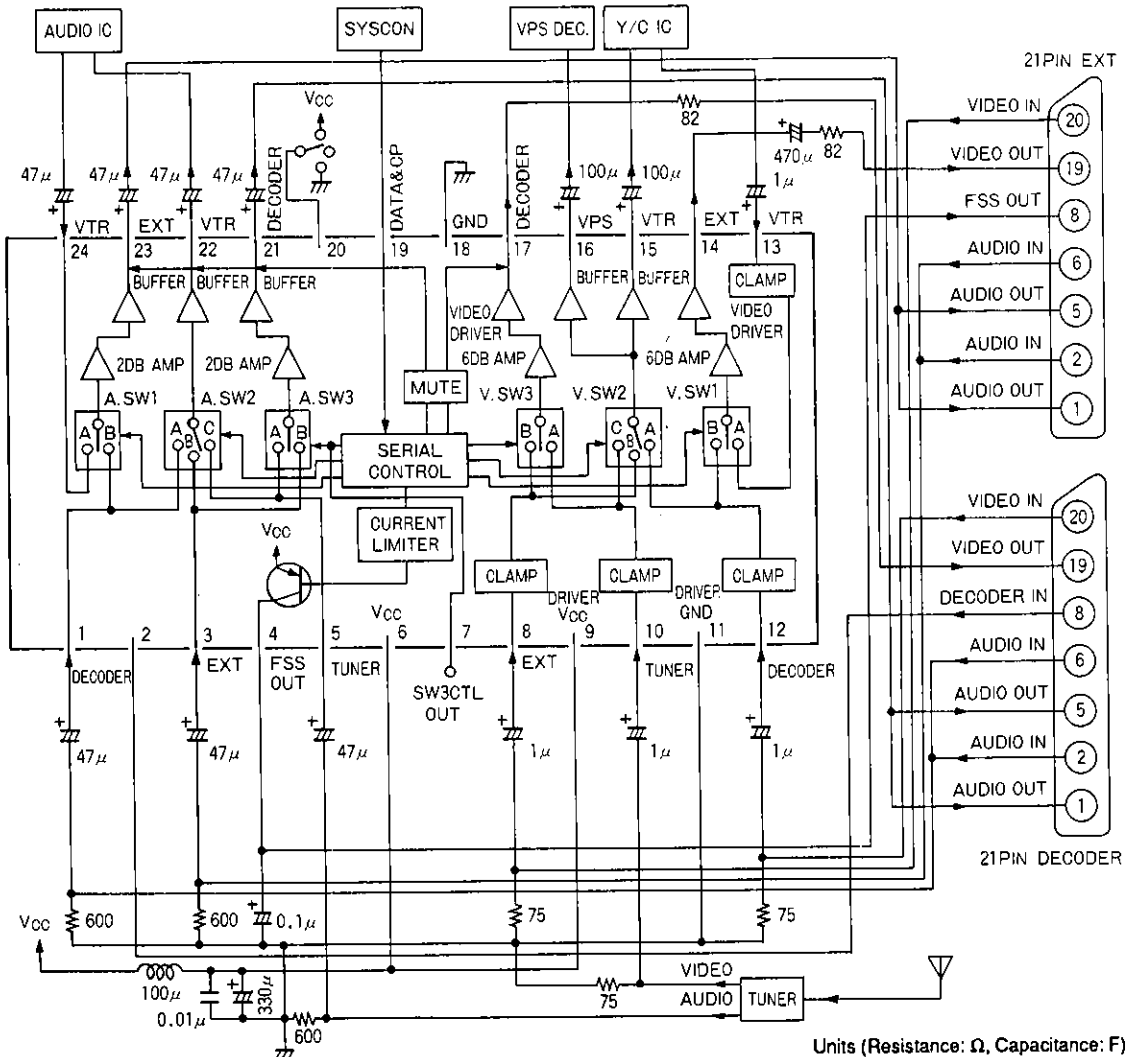 AUDIO IC
SYSCON
VPS DEC.
Y/C IC
21PIN EXT
VCC
82
VIDEO IN
20
470μ
82
VIDEO OUT
19
47μ
47μ
47μ
47μ
DECODER
DATA&CP
DECODER
100μ
100μ
1μ
FSS OUT
8
VTR
EXT
VTR
GND
VPS
VTR
EXT
VTR
24
23
22
21
20
19
18
17
16
15
14
13
AUDIO IN
6
BUFFER
BUFFER
BUFFER
VIDEO DRIVER
BUFFER
BUFFER
VIDEO DRIVER
CLAMP
AUDIO OUT
5
2DB AMP
2DB AMP
6DB AMP
6DB AMP
AUDIO IN
2
MUTE
A.SW1
A.SW2
A.SW3
V.SW3
V.SW2
V.SW1
AUDIO OUT
1
A B
A B C
A B
SERIAL CONTROL
B A
C B A
B A
CURRENT LIMITER
VCC
CLAMP
CLAMP
CLAMP
VIDEO IN
20
VIDEO OUT
19
DRIVER VCC
DRIVER GND
DECODER IN
8
VCC
1
2
3
4
5
6
7
8
9
10
11
12
DECODER
EXT
FSS OUT
TUNER
SW3CTL OUT
EXT
TUNER
DECODER
AUDIO IN
6
AUDIO OUT
5
47μ
47μ
47μ
1μ
1μ
1μ
AUDIO IN
2
AUDIO OUT
1
21PIN DECODER
VCC
600
600
0.1μ
75
75
100μ
0.01μ
330μ
600
75
VIDEO
AUDIO
TUNER
Units (Resistance: Ω, Capacitance: F)